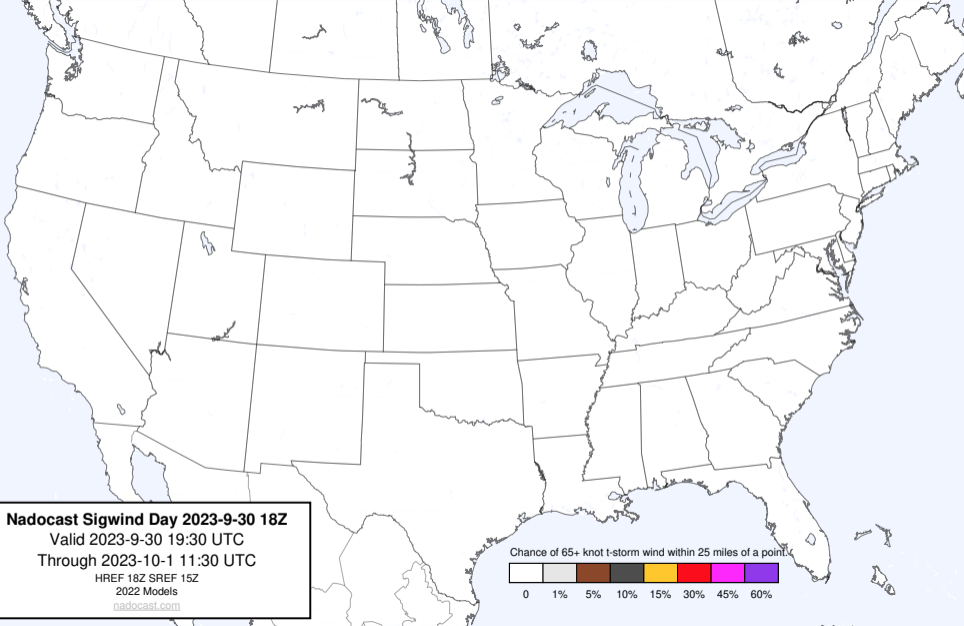 Nadocast Sigwind Day 2023-9-30 18Z
Valid 2023-9-30 19:30 UTC
Through 2023-10-1 11:30 UTC
HREF 18Z SREF 15Z
2022 Models
nadocast.com
Chance of 65+ knot t-storm wind within 25 miles of a point.
0 1% 5% 10% 15% 30% 45% 60%